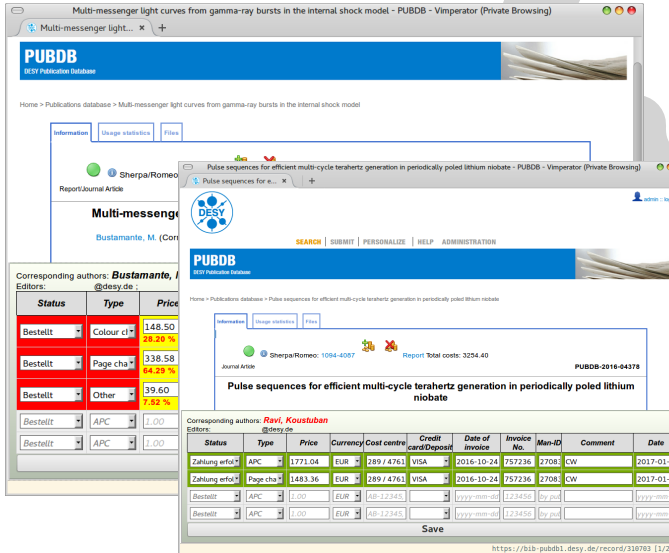 Multi-messenger light curves from gamma-ray bursts in the internal shock model - PUBDB - Vimperator (Private Browsing)
Multi-messenger light... × +
PUBDB
DESY Publication Database
Home > Publications database > Multi-messenger light curves from gamma-ray bursts in the internal shock model
Information Usage statistics Files
Sherpa/Romeo
Report/Journal Article
Multi-messenge
Bustamante, M. (Corr
Corresponding authors: Bustamante,
Editors: @desy.de ;
Status Type Price
Bestellt Colour cl 148.50
28.20 %
Bestellt Page cha 338.58
64.29 %
Bestellt Other 39.60
7.52 %
Bestellt APC 1.00
Bestellt APC 1.00
Pulse sequences for efficient multi-cycle terahertz generation in periodically poled lithium niobate - PUBDB - Vimperator (Private Browsing)
Pulse sequences for e... × +
DESY
admin ::
SEARCH SUBMIT PERSONALIZE HELP ADMINISTRATION
PUBDB
DESY Publication Database
Home > Publications database > Pulse sequences for efficient multi-cycle terahertz generation in periodically poled lithium niobate
Information Usage statistics Files
Sherpa/Romeo: 1094-4087 Report Total costs: 3254.40
Journal Article PUBDB-2016-04378
Pulse sequences for efficient multi-cycle terahertz generation in periodically poled lithium
niobate
Corresponding authors: Ravi, Koustuban
Editors: @desy.de
Status Type Price Currency Cost centre Credit card/Deposit Date of invoice Invoice No. Man-ID Comment Date
Zahlung erfol APC 1771.04 EUR 289 / 4761 VISA 2016-10-24 757236 2708 CW 2017-01-
Zahlung erfol Page cha 1483.36 EUR 289 / 4761 VISA 2016-10-24 757236 2708 CW 2017-01-
Bestellt APC 1.00 EUR AB-12345, yyyy-mm-dd 123456 by pub yyyy-mm-
Bestellt APC 1.00 EUR AB-12345, yyyy-mm-dd 123456 by pub yyyy-mm-
Save
https://bib-pubdb1.desy.de/record/310703 [1/2